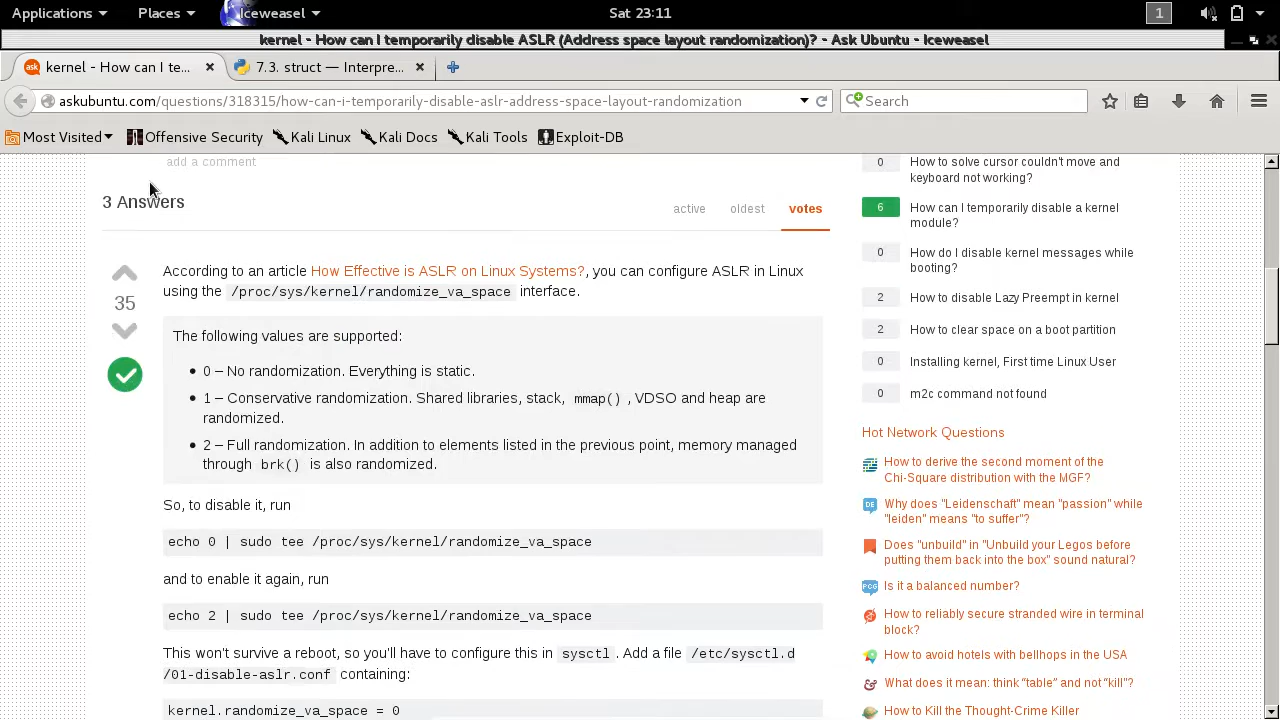 Applications Places Iceweasel Sat 23:11 1
kernel - How can I temporarily disable ASLR (Address space layout randomization)? - Ask Ubuntu - Iceweasel
kernel - How can I te... 7.3. struct — Interpre...
askubuntu.com/questions/318315/how-can-i-temporarily-disable-aslr-address-space-layout-randomization Search
Most Visited Offensive Security Kali Linux Kali Docs Kali Tools Exploit-DB
add a comment
3 Answers
active oldest votes
According to an article How Effective is ASLR on Linux Systems?, you can configure ASLR in Linux
using the /proc/sys/kernel/randomize_va_space interface.
35
The following values are supported:
• 0 – No randomization. Everything is static.
• 1 – Conservative randomization. Shared libraries, stack, mmap() , VDSO and heap are
randomized.
• 2 – Full randomization. In addition to elements listed in the previous point, memory managed
through brk() is also randomized.
So, to disable it, run
echo 0 | sudo tee /proc/sys/kernel/randomize_va_space
and to enable it again, run
echo 2 | sudo tee /proc/sys/kernel/randomize_va_space
This won't survive a reboot, so you'll have to configure this in sysctl . Add a file /etc/sysctl.d
/01-disable-aslr.conf containing:
kernel.randomize_va_space = 0
0 How to solve cursor couldn't move and
keyboard not working?
6 How can I temporarily disable a kernel
module?
0 How do I disable kernel messages while
booting?
2 How to disable Lazy Preempt in kernel
2 How to clear space on a boot partition
0 Installing kernel, First time Linux User
0 m2c command not found
Hot Network Questions
How to derive the second moment of the
Chi-Square distribution with the MGF?
DE Why does "Leidenschaft" mean "passion" while
"leiden" means "to suffer"?
Does "unbuild" in "Unbuild your Legos before
putting them back into the box" sound natural?
PCG Is it a balanced number?
How to reliably secure stranded wire in terminal
block?
How to avoid hotels with bellhops in the USA
What does it mean: think “table” and not “kill”?
How to Kill the Thought-Crime Killer